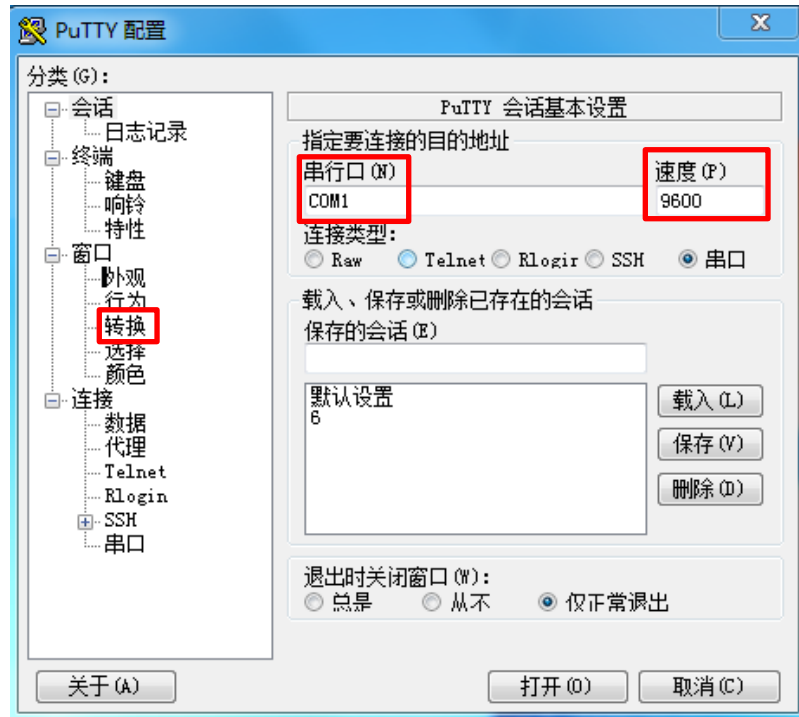 PuTTY 配置
分类(G):
会话
日志记录
终端
键盘
响铃
特性
窗口
外观
行为
转换
选择
颜色
连接
数据
代理
Telnet
Rlogin
SSH
串口
PuTTY 会话基本设置
指定要连接的目的地址
串行口(N) 速度(P)
COM1 9600
连接类型:
Raw Telnet Rlogir SSH 串口
载入、保存或删除已存在的会话
保存的会话(E)
默认设置
6
载入(L)
保存(V)
删除(D)
退出时关闭窗口(W):
总是 从不 仅正常退出
关于(A) 打开(O) 取消(C)